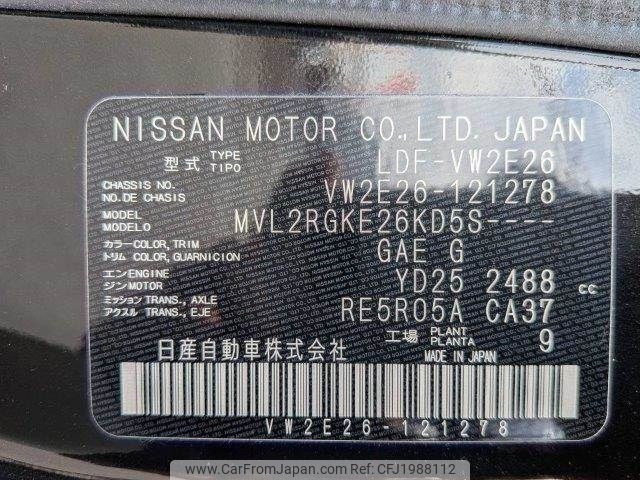 NISSAN MOTOR CO.,LTD.JAPAN
型式 TYPE TIPO LDF-VW2E26
CHASSIS NO. NO.DE CHASIS VW2E26-121278
MODEL MODELO MVL2RGKE26KD5S----
カラー COLOR, TRIM トリム COLOR, GUARNICION GAE G
エンジン ENGINE MOTOR YD25 2488 cc
ミッション TRANS., AXLE アクスル TRANS., EJE RE5R05A CA37
工場 PLANT PLANTA 9
日産自動車株式会社 MADE IN JAPAN
VW2E26-121278
www.CarFromJapan.com | Ref. No: CFJ1988112